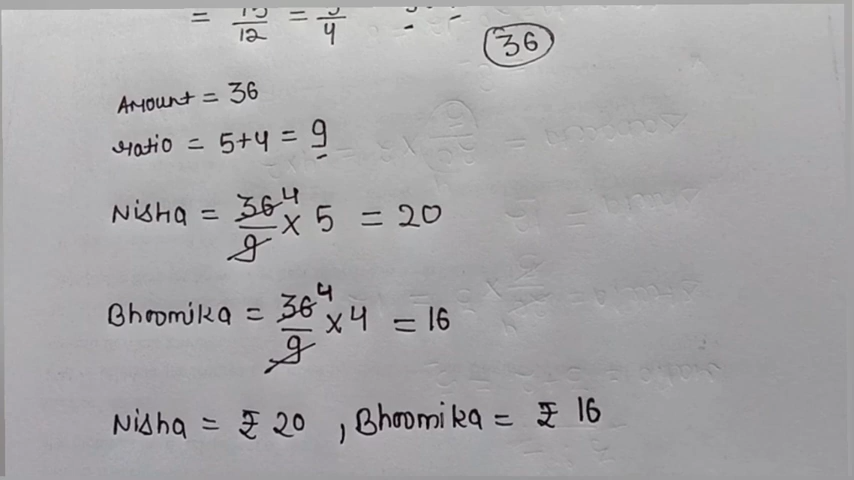 = 15/12 = 5/4
36
Amount = 36
ratio = 5+4 = 9
Nisha = 36/9 4 × 5 = 20
Bhoomika = 36/9 4 × 4 = 16
Nisha = ₹ 20 , Bhoomika = ₹ 16